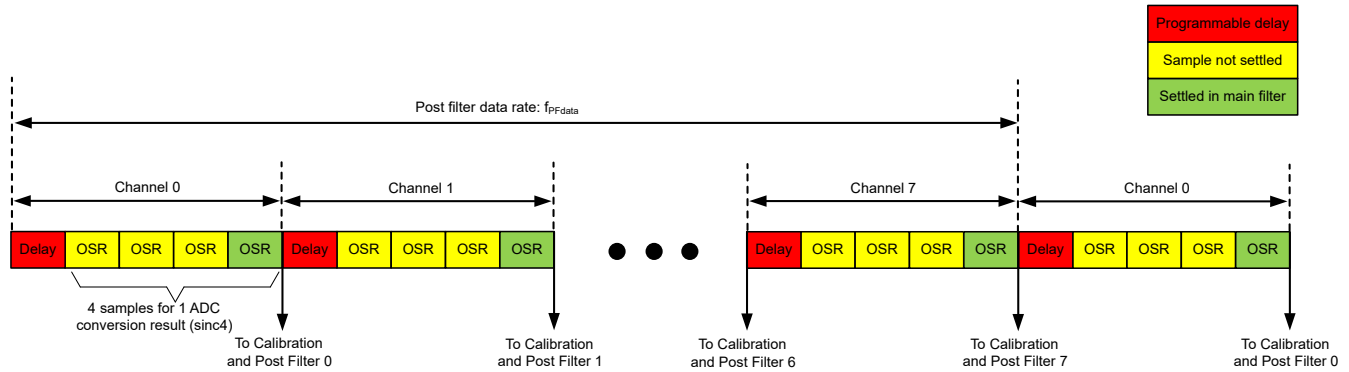 Programmable delay
Sample not settled
Settled in main filter
Post filter data rate: fPFdata
Channel 0
Channel 1
Channel 7
Channel 0
Delay OSR OSR OSR OSR Delay OSR OSR OSR OSR Delay OSR OSR OSR OSR Delay OSR OSR OSR OSR
4 samples for 1 ADC
conversion result (sinc4)
To Calibration
and Post Filter 0
To Calibration
and Post Filter 1
To Calibration
and Post Filter 6
To Calibration
and Post Filter 7
To Calibration
and Post Filter 0